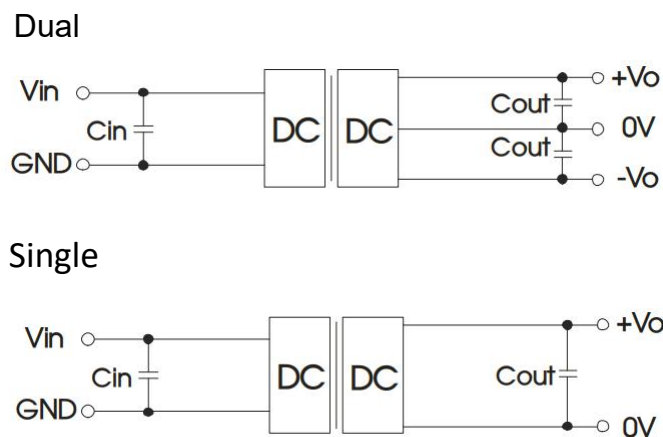 Dual
Vin
Cin
GND
DC DC
Cout
Cout
+Vo
0V
-Vo
Single
Vin
Cin
GND
DC DC
Cout
+Vo
0V